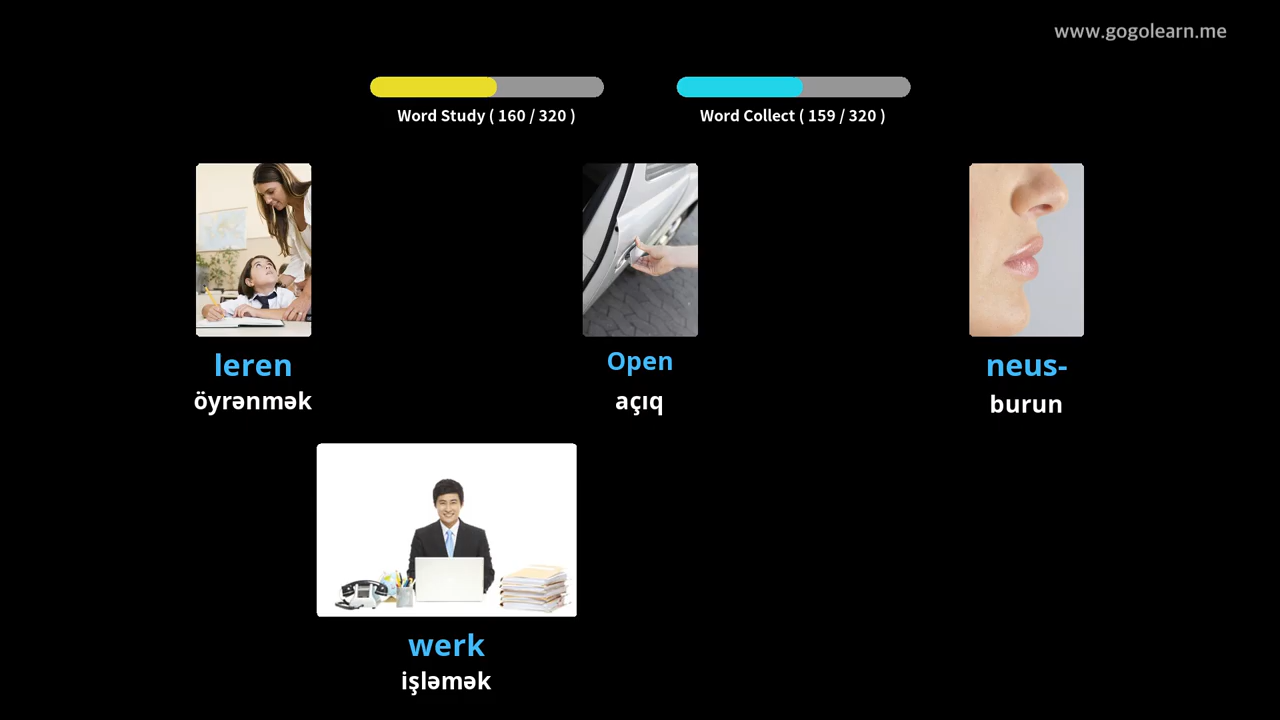 www.gogolearn.me
Word Study ( 160 / 320 )
Word Collect ( 159 / 320 )
leren
öyrənmək
Open
açıq
neus-
burun
werk
işləmək